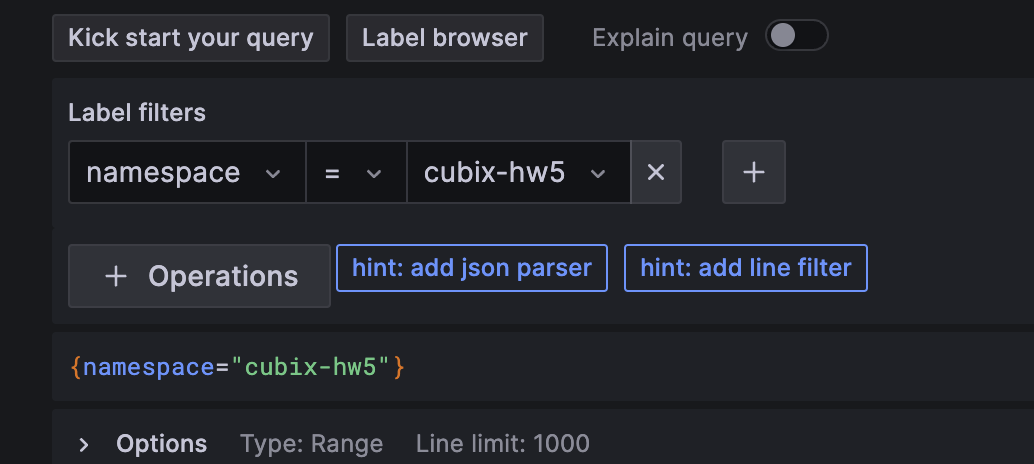 Kick start your query Label browser Explain query
Label filters
namespace = cubix-hw5 × +
+ Operations hint: add json parser hint: add line filter
{namespace="cubix-hw5"}
> Options Type: Range Line limit: 1000